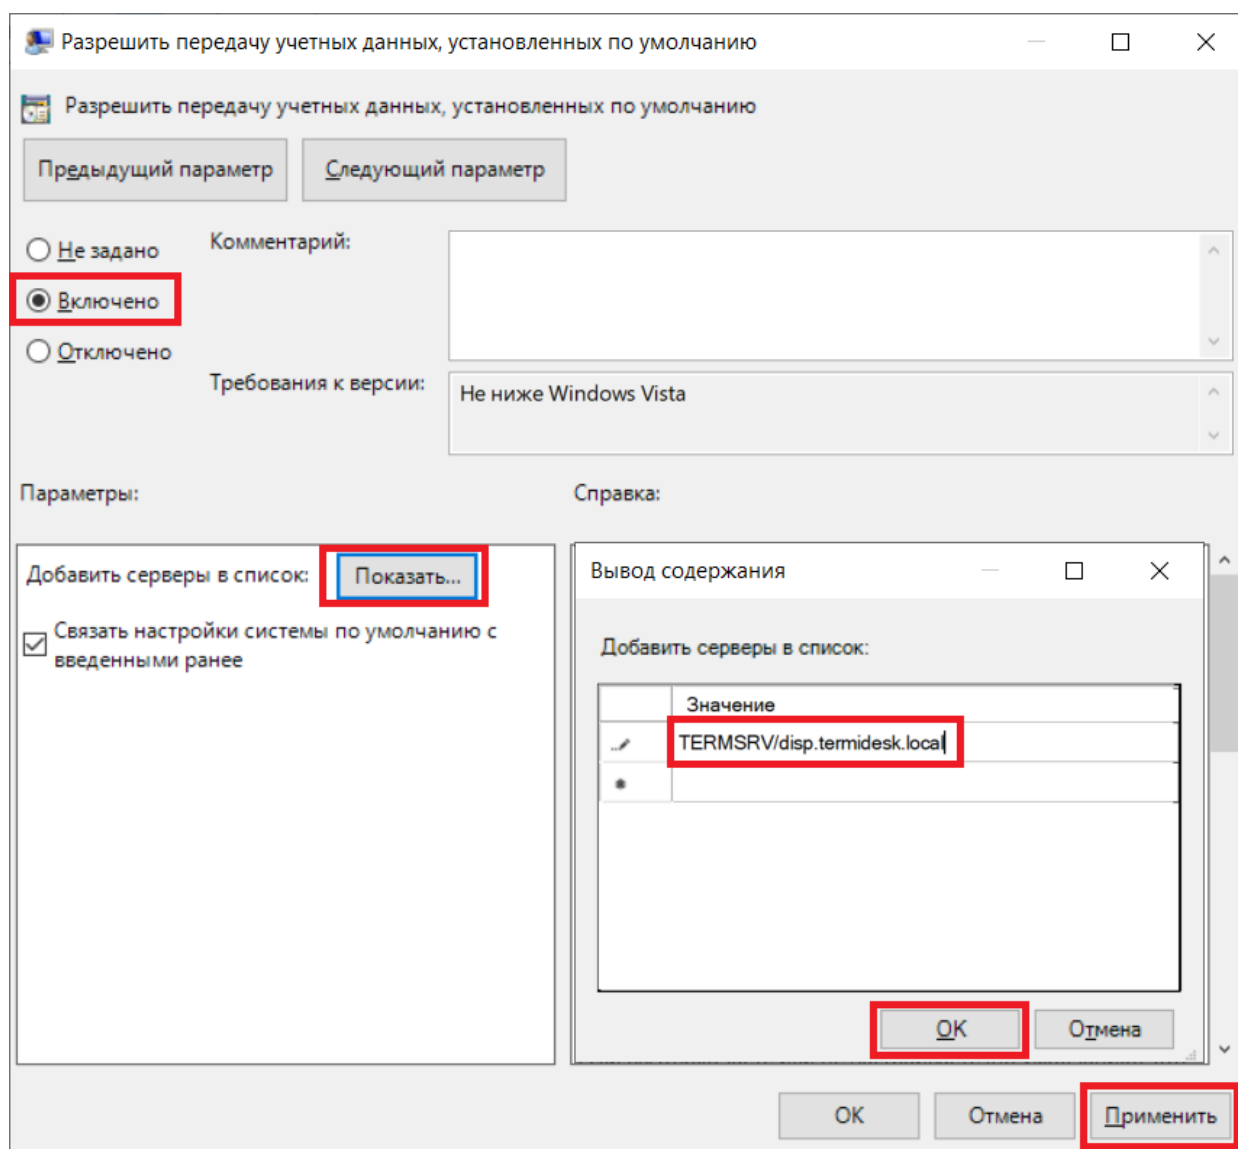 Разрешить передачу учетных данных, установленных по умолчанию
Разрешить передачу учетных данных, установленных по умолчанию
Предыдущий параметр
Следующий параметр
Не задано
Комментарий:
Включено
Отключено
Требования к версии:
Не ниже Windows Vista
Параметры:
Справка:
Добавить серверы в список:
Показать...
Связать настройки системы по умолчанию с
введенными ранее
Вывод содержания
Добавить серверы в список:
Значение
TERMSRV/disp.termidesk.local
OK
Отмена
OK
Отмена
Применить